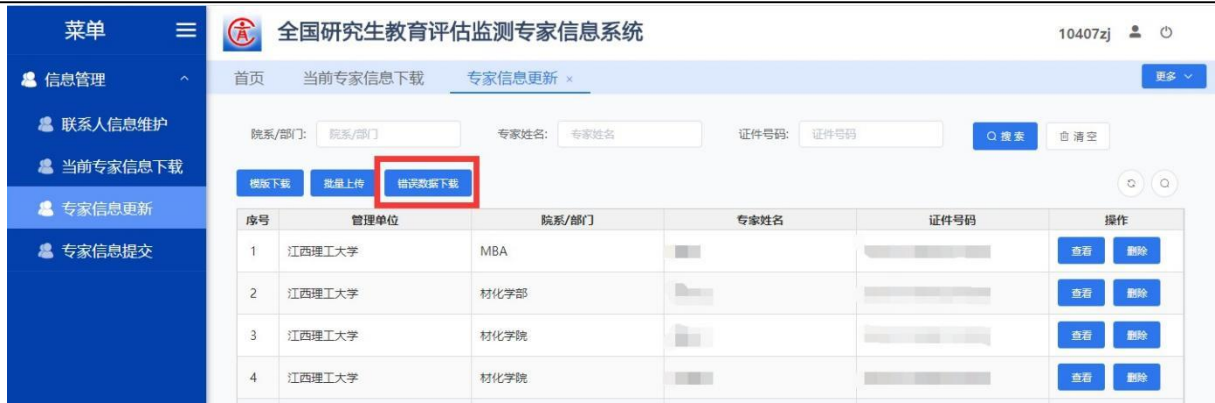 菜单
全国研究生教育评估监测专家信息系统
10407zj
信息管理
首页 当前专家信息下载 专家信息更新 ×
更多
联系人信息维护
当前专家信息下载
专家信息更新
专家信息提交
院系/部门: 院系/部门 专家姓名: 专家姓名 证件号码: 证件号码 搜索 清空
模版下载 批量上传 错误数据下载
序号 管理单位 院系/部门 专家姓名 证件号码 操作
1 江西理工大学 MBA 查看 删除
2 江西理工大学 材化学部 查看 删除
3 江西理工大学 材化学院 查看 删除
4 江西理工大学 材化学院 查看 删除